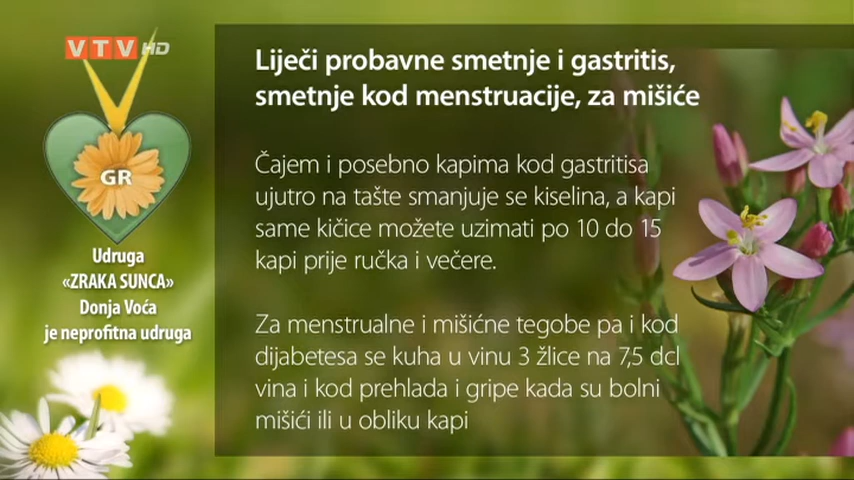 VTV HD
GR
Udruga
«ZRAKA SUNCA»
Donja Voća
je neprofitna udruga
Liječi probavne smetnje i gastritis,
smetnje kod menstruacije, za mišiće
Čajem i posebno kapima kod gastritisa
ujutro na tašte smanjuje se kiselina, a kapi
same kičice možete uzimati po 10 do 15
kapi prije ručka i večere.
Za menstrualne i mišićne tegobe pa i kod
dijabetesa se kuha u vinu 3 žlice na 7,5 dcl
vina i kod prehlada i gripe kada su bolni
mišići ili u obliku kapi